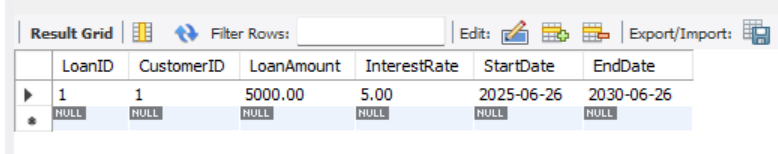 Result Grid Filter Rows: Edit: Export/Import:
LoanID CustomerID LoanAmount InterestRate StartDate EndDate
1 1 5000.00 5.00 2025-06-26 2030-06-26
NULL NULL NULL NULL NULL NULL